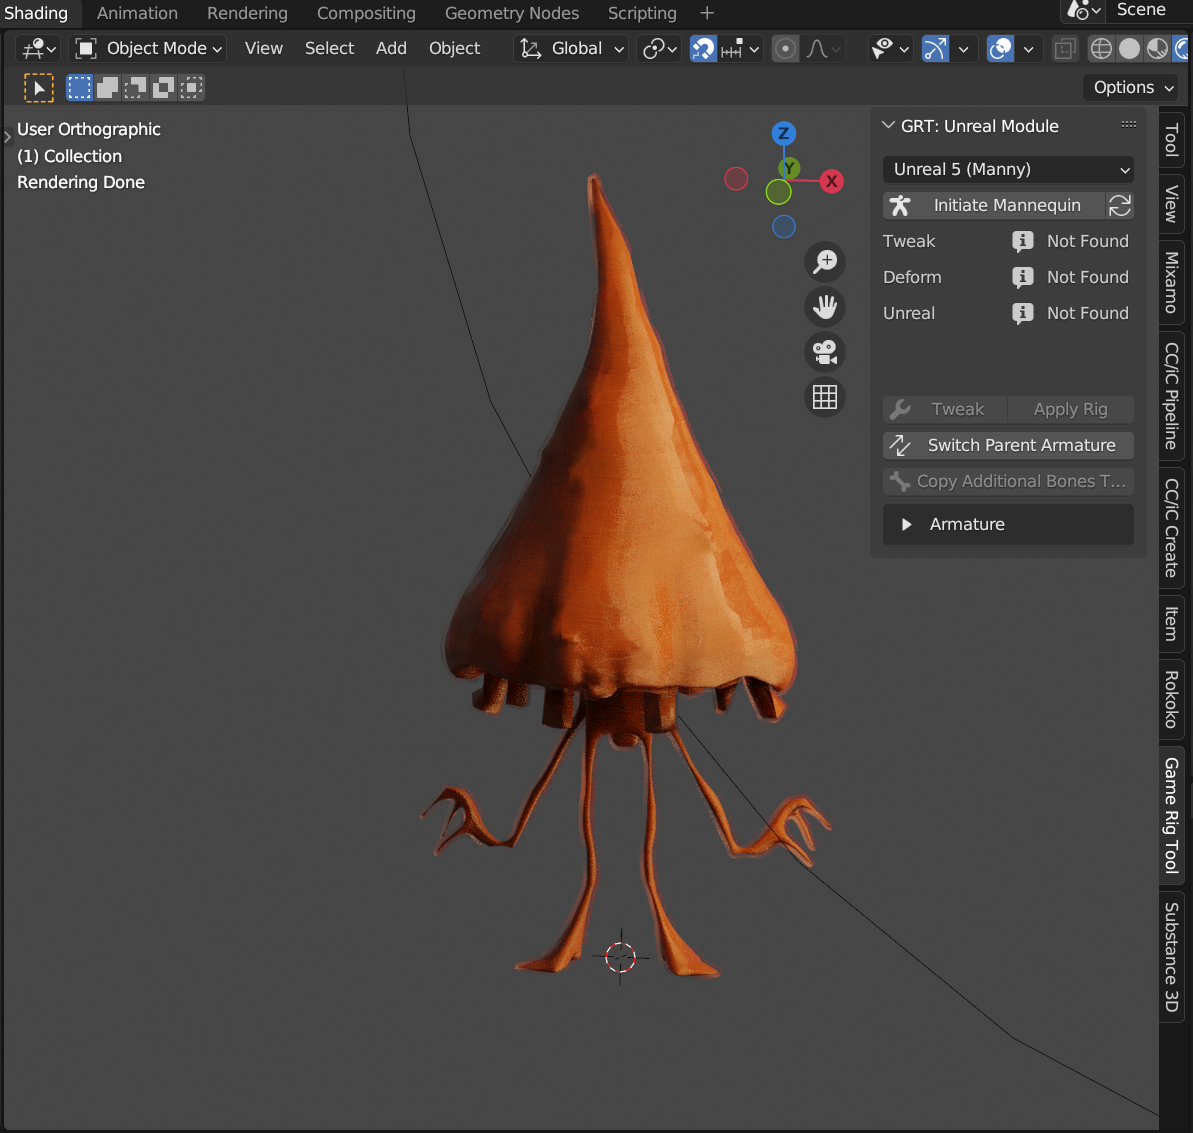 Shading Animation Rendering Compositing Geometry Nodes Scripting + Scene
Object Mode View Select Add Object Global
Options
User Orthographic
(1) Collection
Rendering Done
Z
Y
X
GRT: Unreal Module
Unreal 5 (Manny)
Initiate Mannequin
Tweak Not Found
Deform Not Found
Unreal Not Found
Tweak Apply Rig
Switch Parent Armature
Copy Additional Bones T...
Armature
Tool
View
Mixamo
CC/iC Pipeline
CC/iC Create
Item
Rokoko
Game Rig Tool
Substance 3D